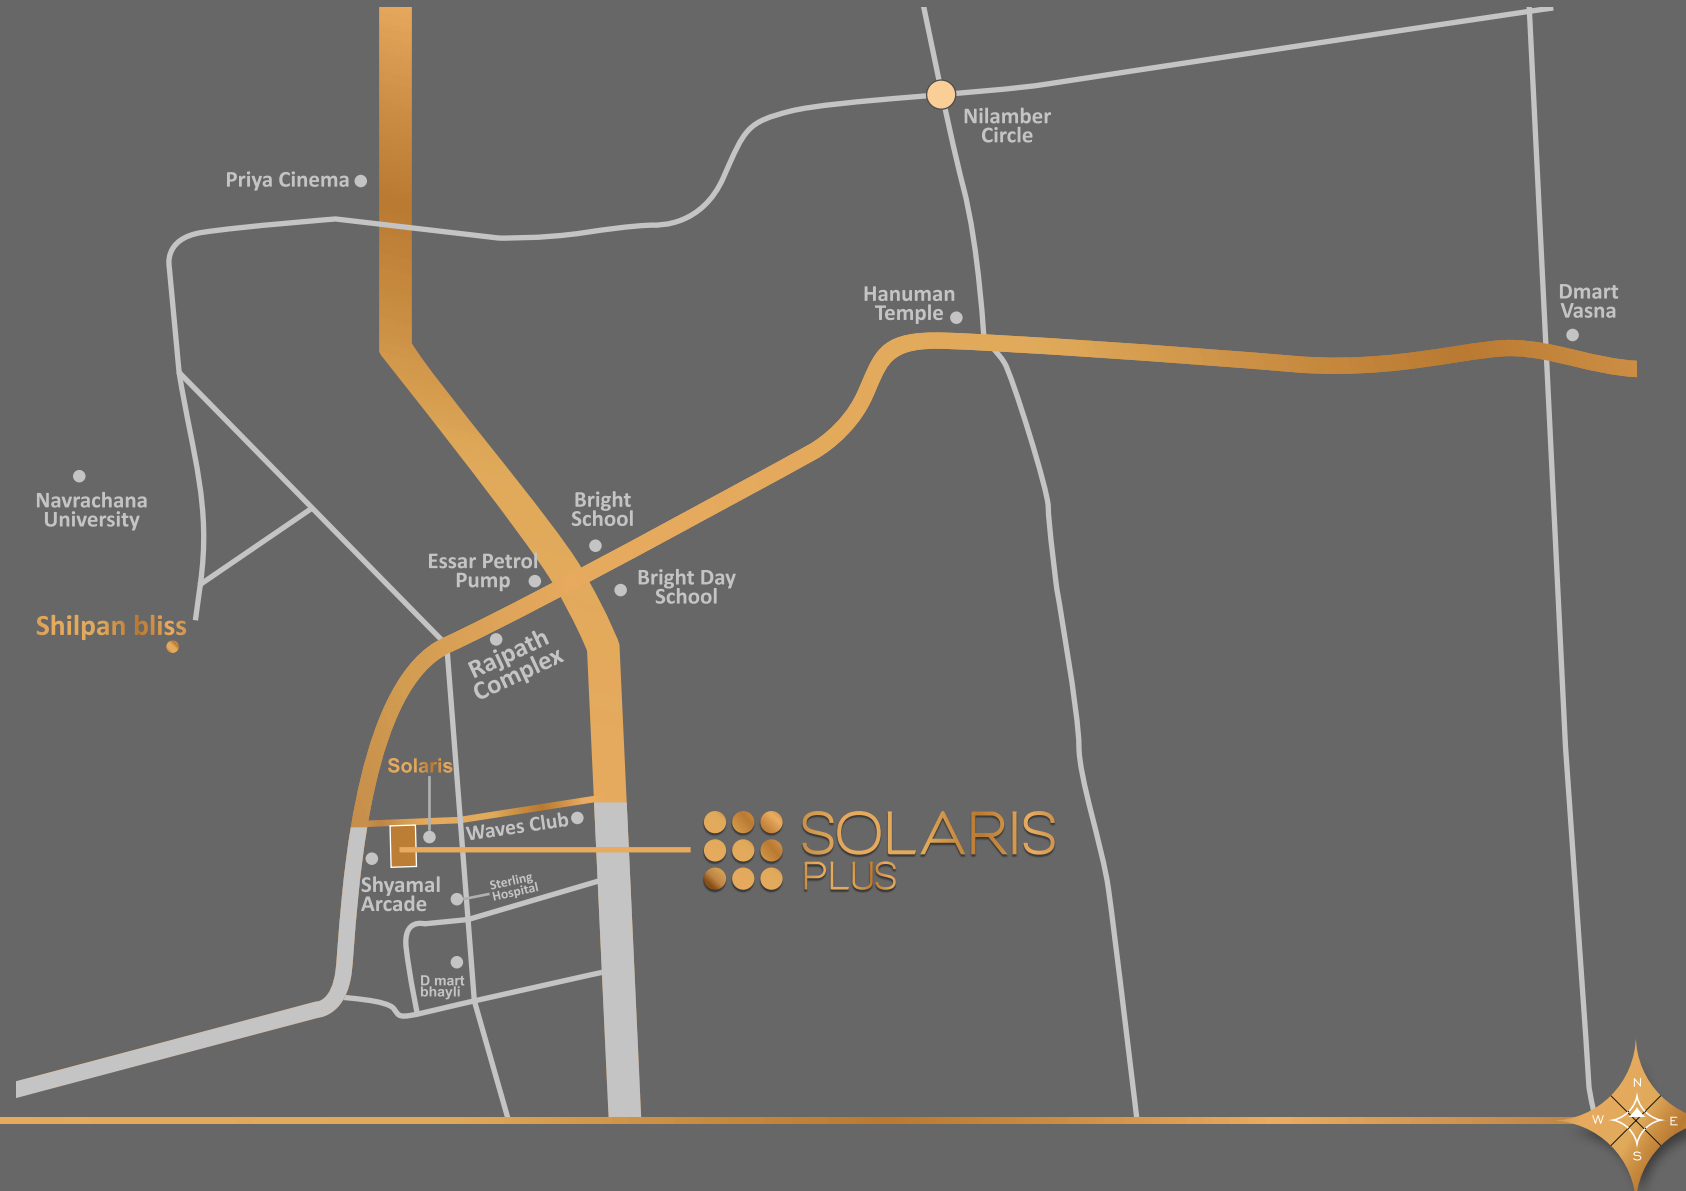 Nilamber
Circle
Priya Cinema
Hanuman
Temple
Dmart
Vasna
Navrachana
University
Bright
School
Essar Petrol
Pump
Bright Day
School
Shilpan bliss
Rajpath
Complex
Solaris
Waves Club
SOLARIS
PLUS
Shyamal
Arcade
Sterling
Hospital
D mart
bhayli
N
W E
S